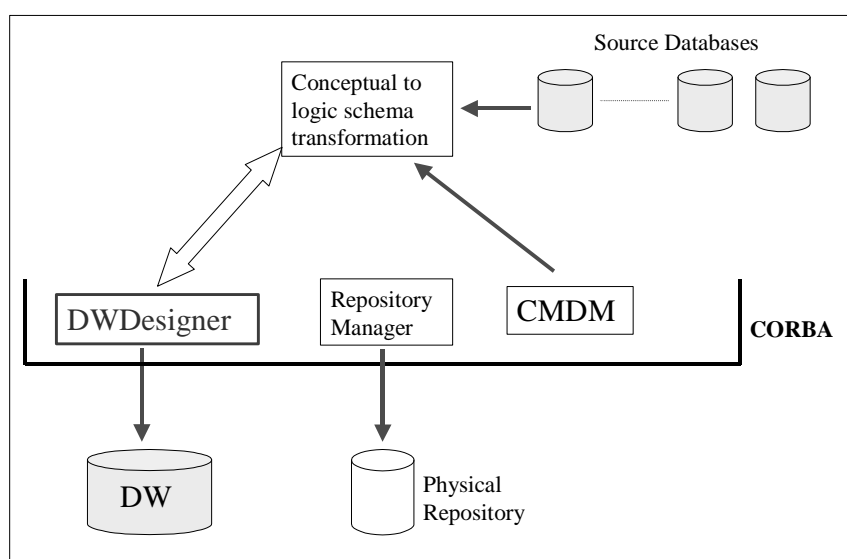 Source Databases
Conceptual to
logic schema
transformation
DWDesigner
Repository
Manager
CMDM
CORBA
DW
Physical
Repository